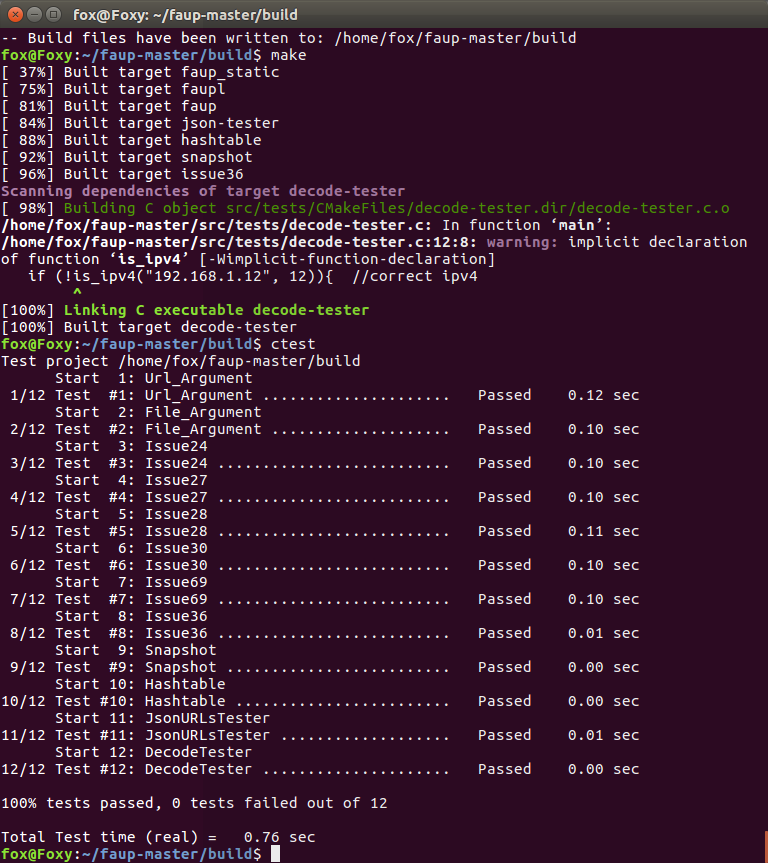 fox@Foxy: ~/faup-master/build
-- Build files have been written to: /home/fox/faup-master/build
fox@Foxy:~/faup-master/build$ make
[ 37%] Built target faup_static
[ 75%] Built target faupl
[ 81%] Built target faup
[ 84%] Built target json-tester
[ 88%] Built target hashtable
[ 92%] Built target snapshot
[ 96%] Built target issue36
Scanning dependencies of target decode-tester
[ 98%] Building C object src/tests/CMakeFiles/decode-tester.dir/decode-tester.c.o
/home/fox/faup-master/src/tests/decode-tester.c: In function ‘main’:
/home/fox/faup-master/src/tests/decode-tester.c:12:8: warning: implicit declaration
of function ‘is_ipv4’ [-Wimplicit-function-declaration]
   if (!is_ipv4("192.168.1.12", 12)){  //correct ipv4
        ^
[100%] Linking C executable decode-tester
[100%] Built target decode-tester
fox@Foxy:~/faup-master/build$ ctest
Test project /home/fox/faup-master/build
      Start  1: Url_Argument
 1/12 Test  #1: Url_Argument .....................   Passed    0.12 sec
      Start  2: File_Argument
 2/12 Test  #2: File_Argument ....................   Passed    0.10 sec
      Start  3: Issue24
 3/12 Test  #3: Issue24 ..........................   Passed    0.10 sec
      Start  4: Issue27
 4/12 Test  #4: Issue27 ..........................   Passed    0.10 sec
      Start  5: Issue28
 5/12 Test  #5: Issue28 ..........................   Passed    0.11 sec
      Start  6: Issue30
 6/12 Test  #6: Issue30 ..........................   Passed    0.10 sec
      Start  7: Issue69
 7/12 Test  #7: Issue69 ..........................   Passed    0.10 sec
      Start  8: Issue36
 8/12 Test  #8: Issue36 ..........................   Passed    0.01 sec
      Start  9: Snapshot
 9/12 Test  #9: Snapshot .........................   Passed    0.00 sec
      Start 10: Hashtable
10/12 Test #10: Hashtable ........................   Passed    0.00 sec
      Start 11: JsonURLsTester
11/12 Test #11: JsonURLsTester ...................   Passed    0.01 sec
      Start 12: DecodeTester
12/12 Test #12: DecodeTester .....................   Passed    0.00 sec
100% tests passed, 0 tests failed out of 12
Total Test time (real) =   0.76 sec
fox@Foxy:~/faup-master/build$